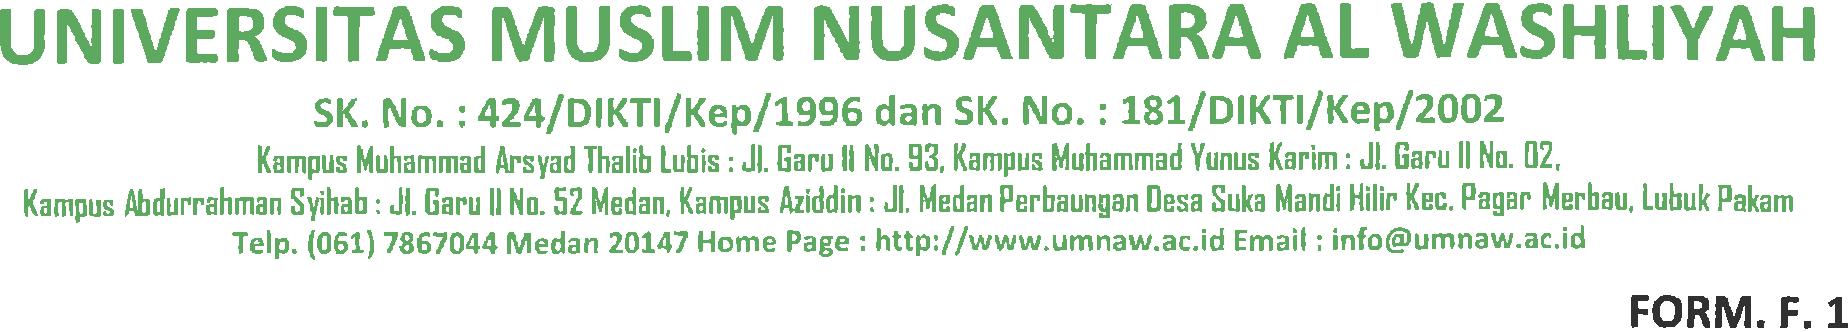 UNIVERSITAS MUSLIM NUSANTARA AL WASHLIYAH
SK. No. : 424/DIKTI/Kep/1996 dan SK. No. : 181/DIKTI/Kep/2002
Kampus Muhammad Arsyad Thalib Lubis : Jl. Garu II No. 93, Kampus Muhammad Yunus Karim : Jl. Garu II No. 02,
Kampus Abdurrahman Syihab : Jl. Garu II No. 52 Medan, Kampus Aziddin : Jl. Medan Perbaungan Desa Suka Mandi Hilir Kec. Pagar Merbau, Lubuk Pakam
Telp. (061) 7867044 Medan 20147 Home Page : http://www.umnaw.ac.id Email : info@umnaw.ac.id
FORM. F. 1